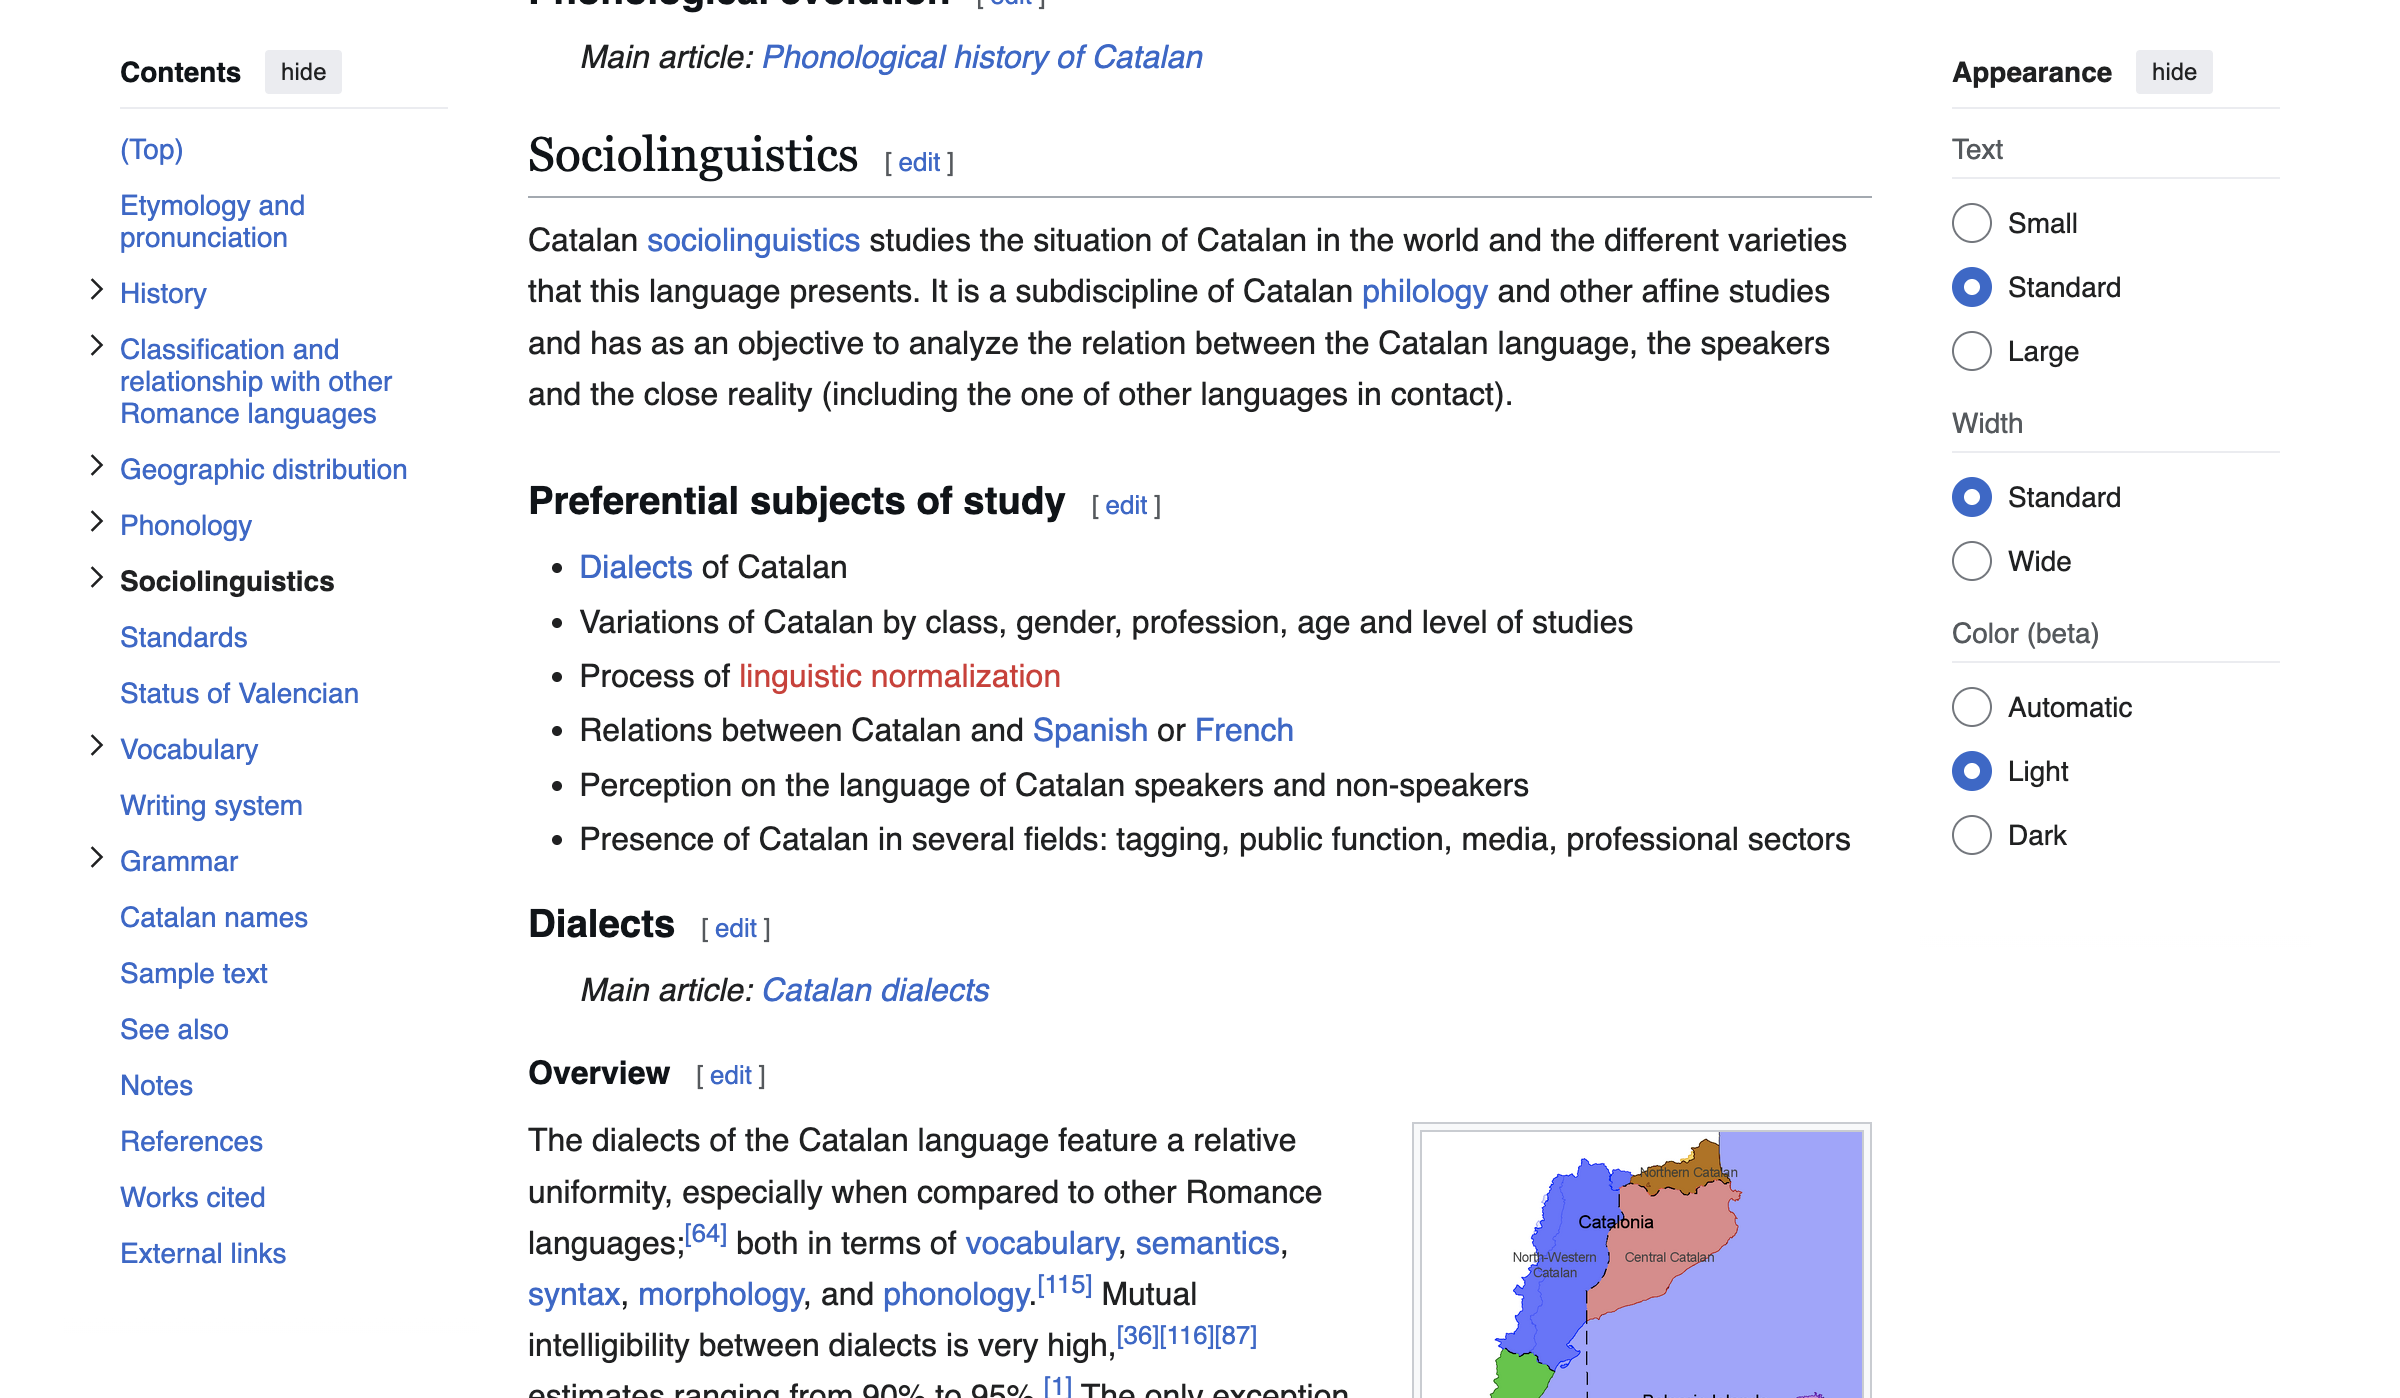 Contents hide
(Top)
Etymology and
pronunciation
History
Classification and
relationship with other
Romance languages
Geographic distribution
Phonology
Sociolinguistics
Standards
Status of Valencian
Vocabulary
Writing system
Grammar
Catalan names
Sample text
See also
Notes
References
Works cited
External links
Phonological evolution [ edit ]
Main article: Phonological history of Catalan
Sociolinguistics [ edit ]
Catalan sociolinguistics studies the situation of Catalan in the world and the different varieties
that this language presents. It is a subdiscipline of Catalan philology and other affine studies
and has as an objective to analyze the relation between the Catalan language, the speakers
and the close reality (including the one of other languages in contact).
Preferential subjects of study [ edit ]
• Dialects of Catalan
• Variations of Catalan by class, gender, profession, age and level of studies
• Process of linguistic normalization
• Relations between Catalan and Spanish or French
• Perception on the language of Catalan speakers and non-speakers
• Presence of Catalan in several fields: tagging, public function, media, professional sectors
Dialects [ edit ]
Main article: Catalan dialects
Overview [ edit ]
The dialects of the Catalan language feature a relative
uniformity, especially when compared to other Romance
languages;[64] both in terms of vocabulary, semantics,
syntax, morphology, and phonology.[115] Mutual
intelligibility between dialects is very high,[36][116][87]
estimates ranging from 90% to 95%.[1] The only exception
Northern Catalan
Catalonia
North-Western
Catalan
Central Catalan
Appearance hide
Text
Small
Standard
Large
Width
Standard
Wide
Color (beta)
Automatic
Light
Dark